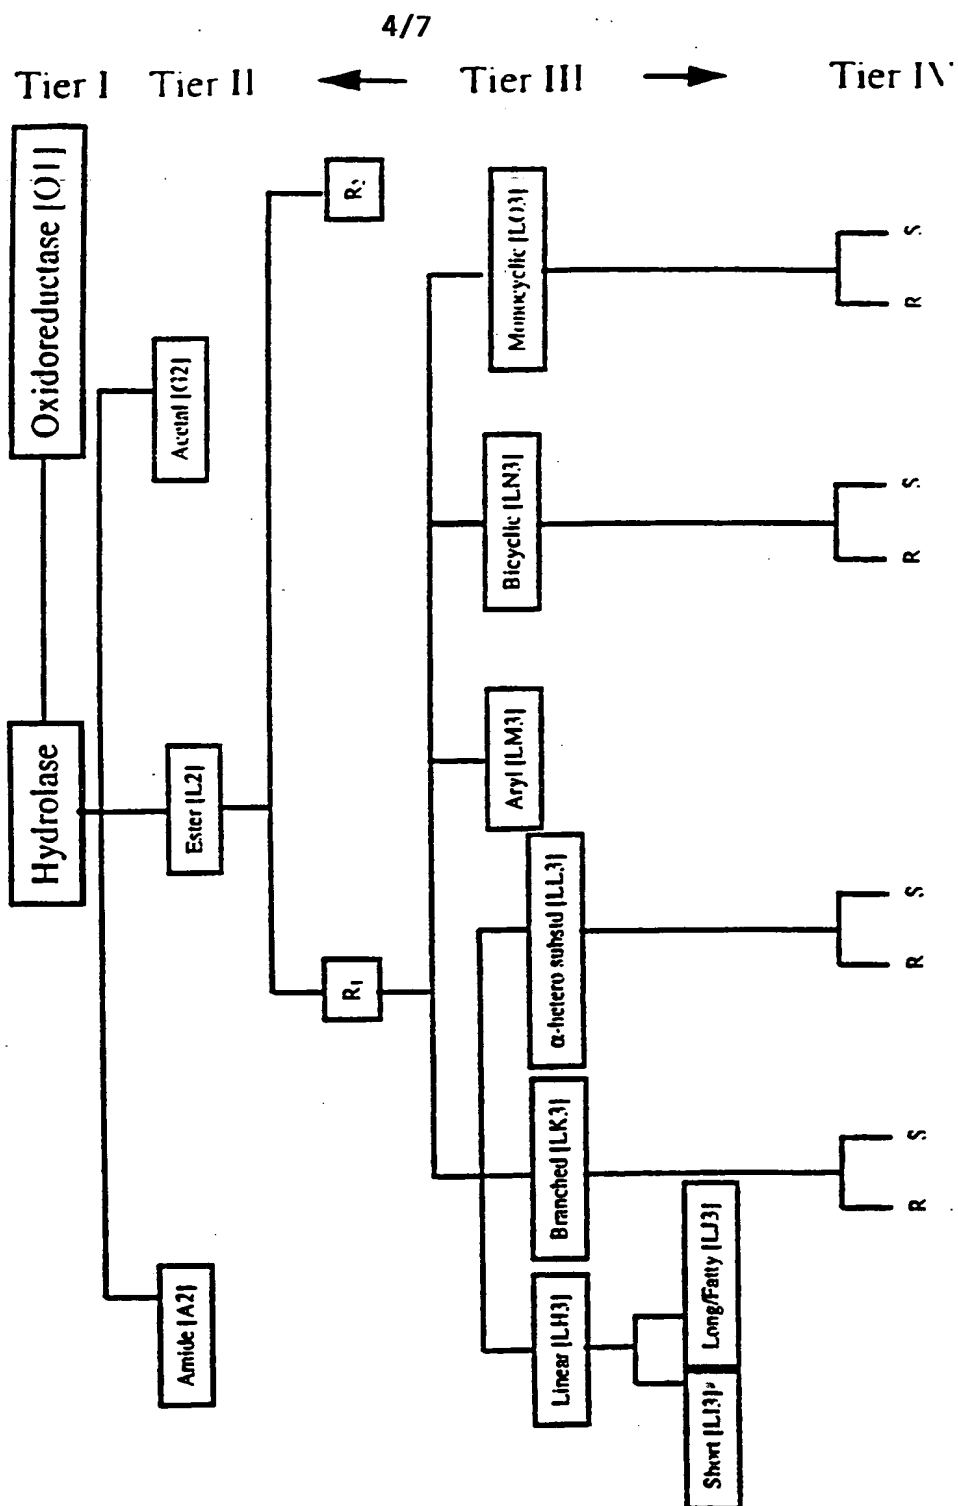 4/7
Tier I
Tier II
Tier III
Tier IV
Hydrolase
Oxidoreductase [O1]
Amide [A2]
Ester [L2]
Acetal [G2]
R1
R2
Linear [LH3]
Branched [LK3]
α-hetero substd [LL3]
Aryl [LM3]
Bicyclic [LN3]
Monocyclic [LO3]
Short [LI3]*
Long/Fatty [LJ3]
R
S
R
S
R
S
R
S